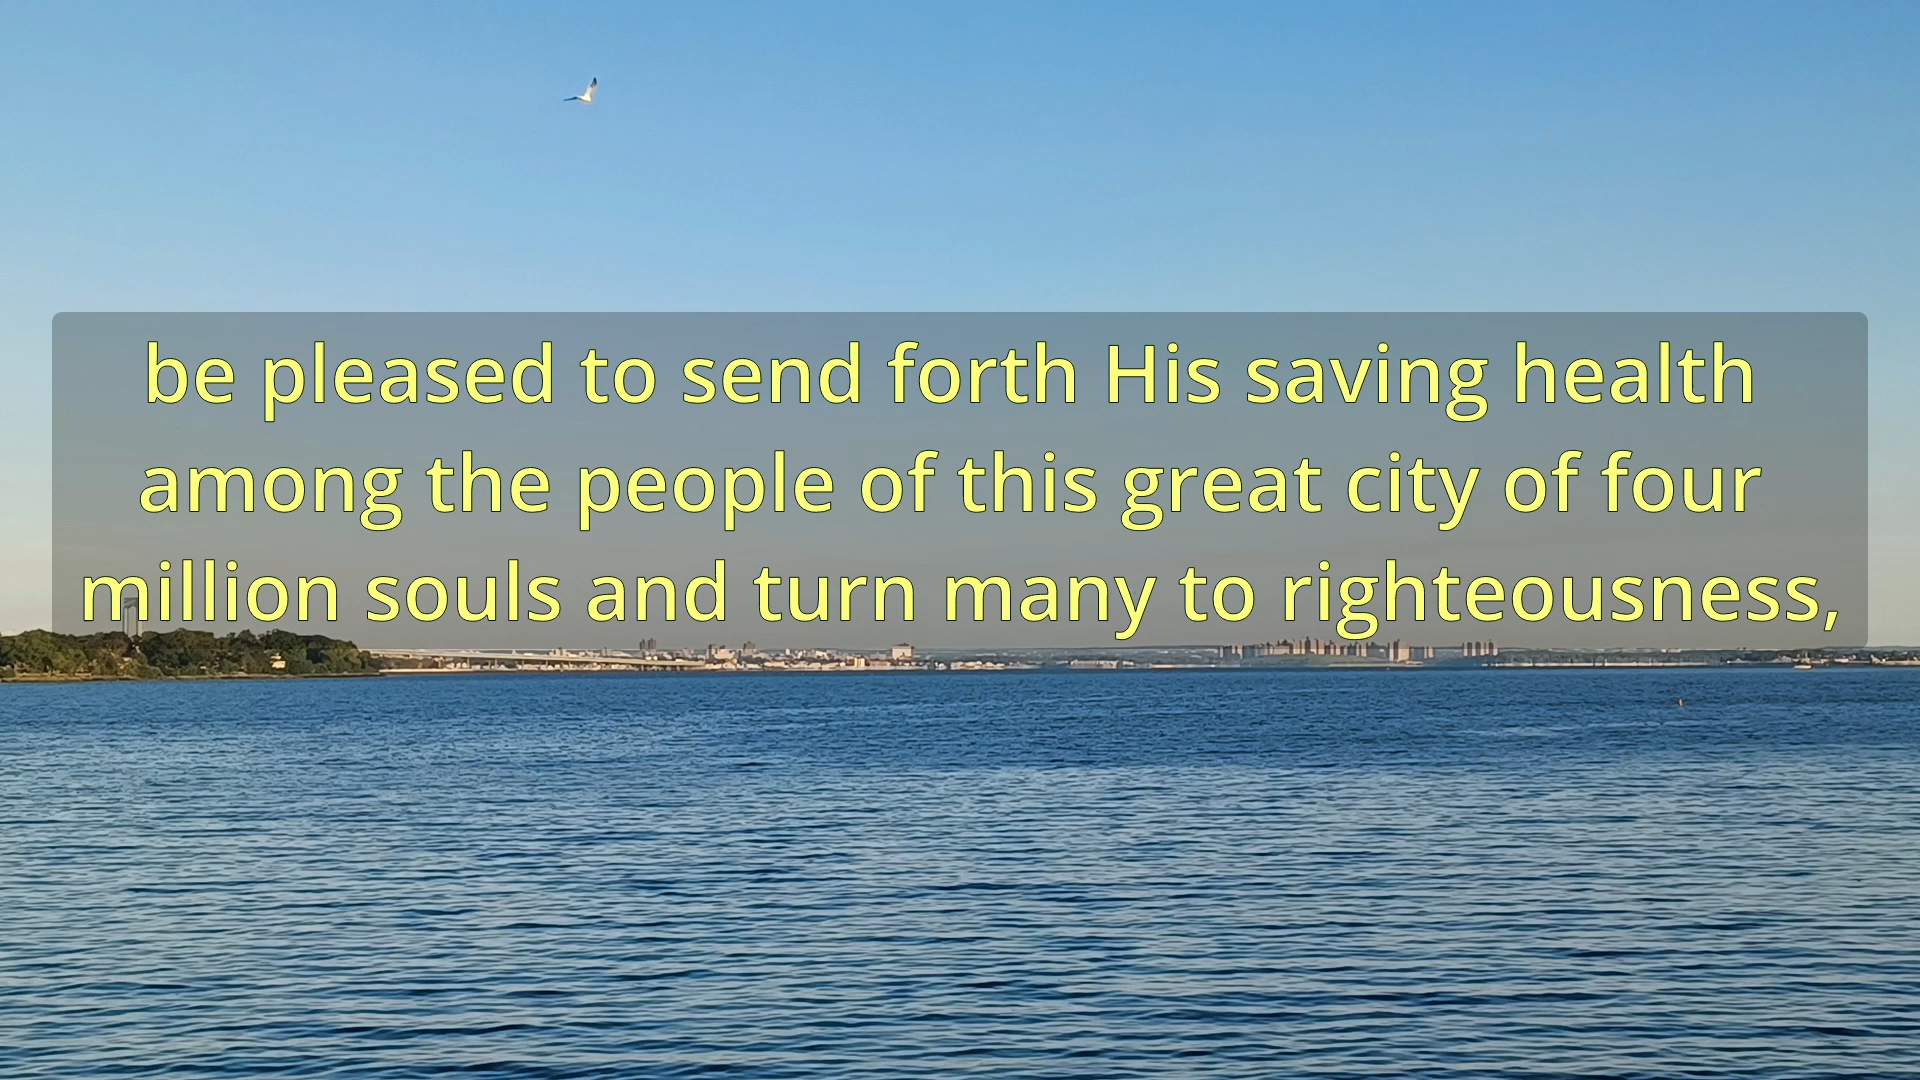 be pleased to send forth His saving health
among the people of this great city of four
million souls and turn many to righteousness,